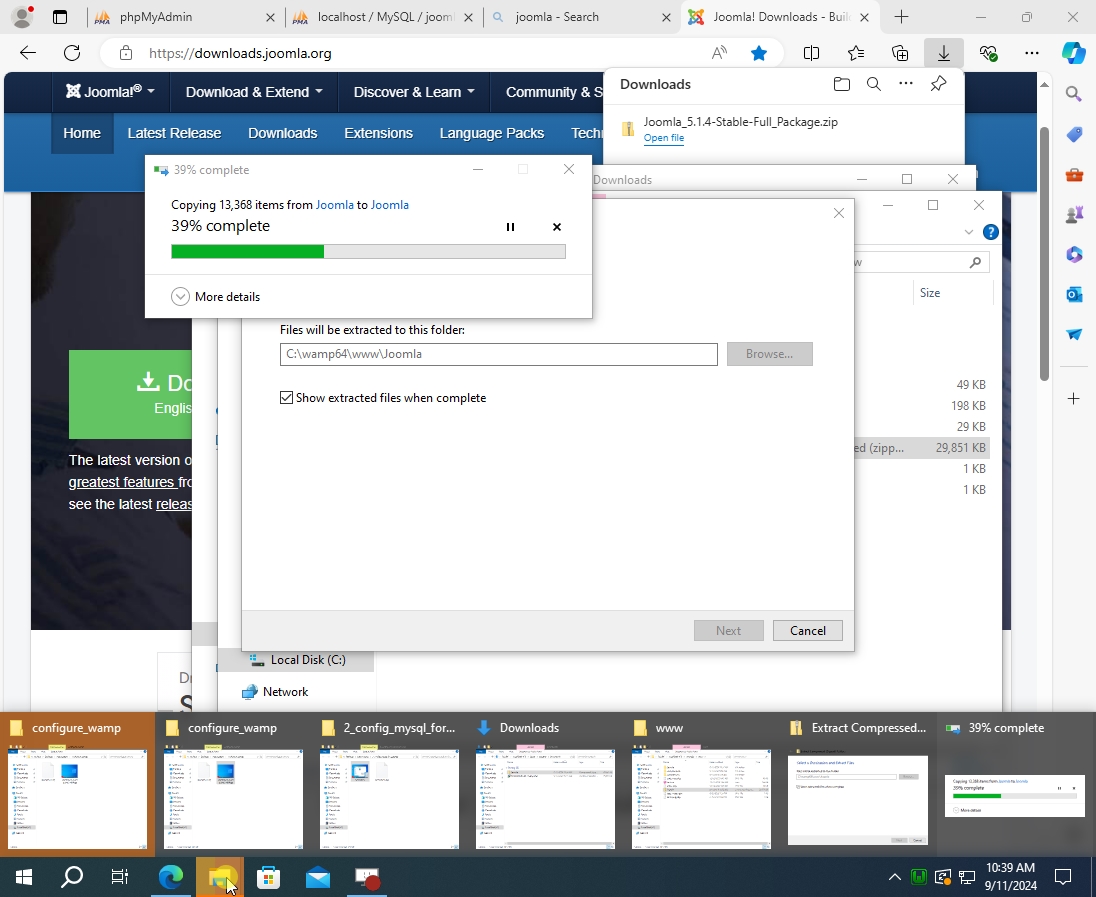 phpMyAdmin
localhost / MySQL / jooml
joomla - Search
Joomla! Downloads - Buil
https://downloads.joomla.org
Joomla!®
Download & Extend
Discover & Learn
Community & S
Downloads
Joomla_5.1.4-Stable-Full_Package.zip
Open file
Home
Latest Release
Downloads
Extensions
Language Packs
Techn
39% complete
Downloads
Copying 13,368 items from Joomla to Joomla
39% complete
More details
w
Size
Files will be extracted to this folder:
C:\wamp64\www\Joomla
Browse...
Show extracted files when complete
Do
Englis
49 KB
198 KB
29 KB
ed (zipp...
29,851 KB
1 KB
1 KB
The latest version o
greatest features fro
see the latest releas
Next
Cancel
Local Disk (C:)
Network
configure_wamp
configure_wamp
2_config_mysql_for...
Downloads
www
Extract Compressed...
39% complete
10:39 AM
9/11/2024